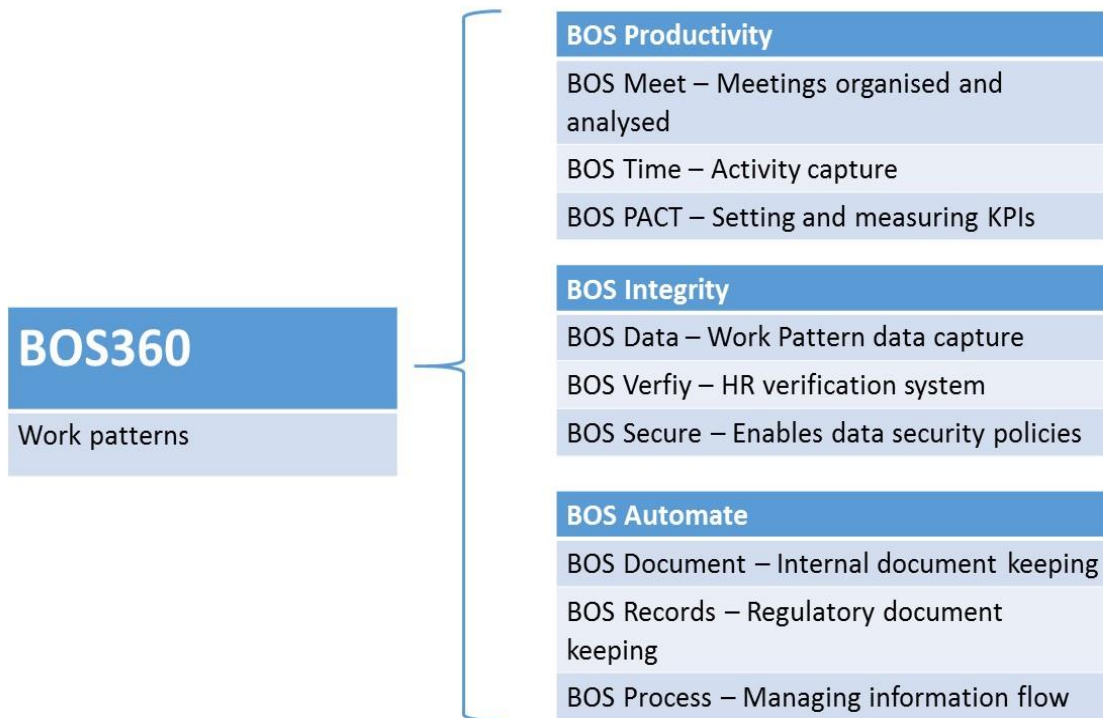 BOS360
Work patterns
BOS Productivity
BOS Meet – Meetings organised and
analysed
BOS Time – Activity capture
BOS PACT – Setting and measuring KPIs
BOS Integrity
BOS Data – Work Pattern data capture
BOS Verfiy – HR verification system
BOS Secure – Enables data security policies
BOS Automate
BOS Document – Internal document keeping
BOS Records – Regulatory document
keeping
BOS Process – Managing information flow